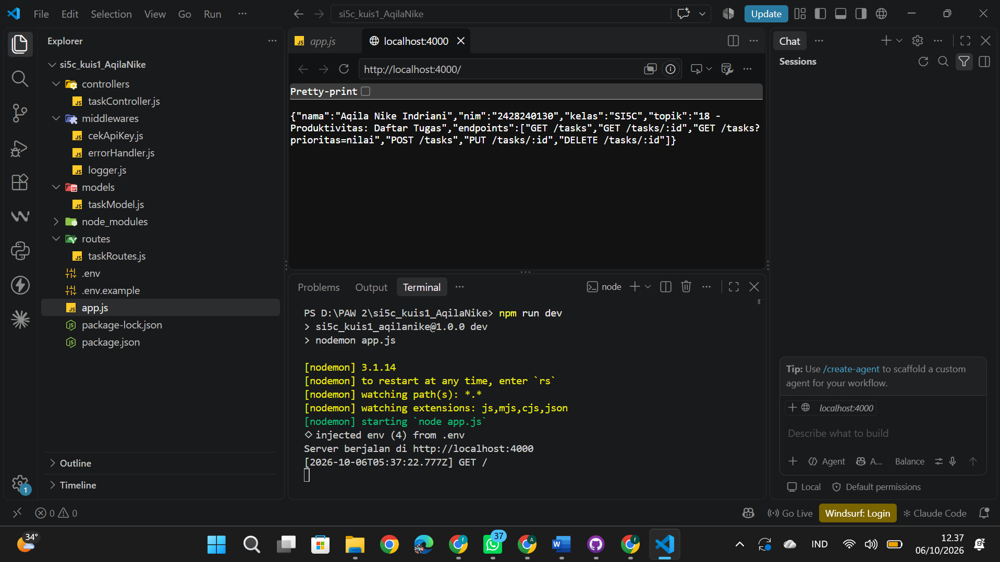 File Edit Selection View Go Run ···
si5c_kuis1_AqilaNike
Update
Explorer
si5c_kuis1_AqilaNike
controllers
JS taskController.js
middlewares
JS cekApiKey.js
JS errorHandler.js
JS logger.js
models
JS taskModel.js
node_modules
routes
JS taskRoutes.js
.env
.env.example
JS app.js
package-lock.json
package.json
Outline
Timeline
1
JS app.js
localhost:4000
http://localhost:4000/
Pretty-print
{"nama":"Aqila Nike Indriani","nim":"2428240130","kelas":"SI5C","topik":"18 -
Produktivitas: Daftar Tugas","endpoints":["GET /tasks","GET /tasks/:id","GET /tasks?
prioritas=nilai","POST /tasks","PUT /tasks/:id","DELETE /tasks/:id"]}
Problems Output Terminal ···
node
PS D:\PAW 2\si5c_kuis1_AqilaNike> npm run dev
> si5c_kuis1_aqilanike@1.0.0 dev
> nodemon app.js
[nodemon] 3.1.14
[nodemon] to restart at any time, enter `rs`
[nodemon] watching path(s): *.*
[nodemon] watching extensions: js,mjs,cjs,json
[nodemon] starting `node app.js`
◇ injected env (4) from .env
Server berjalan di http://localhost:4000
[2026-10-06T05:37:22.777Z] GET /
Chat
Sessions
Tip: Use /create-agent to scaffold a custom
agent for your workflow.
localhost:4000
Describe what to build
Agent A... Balance
Local Default permissions
0 0
Go Live Windsurf: Login Claude Code
34°
37
f
A
W
f
IND
12.37
06/10/2026